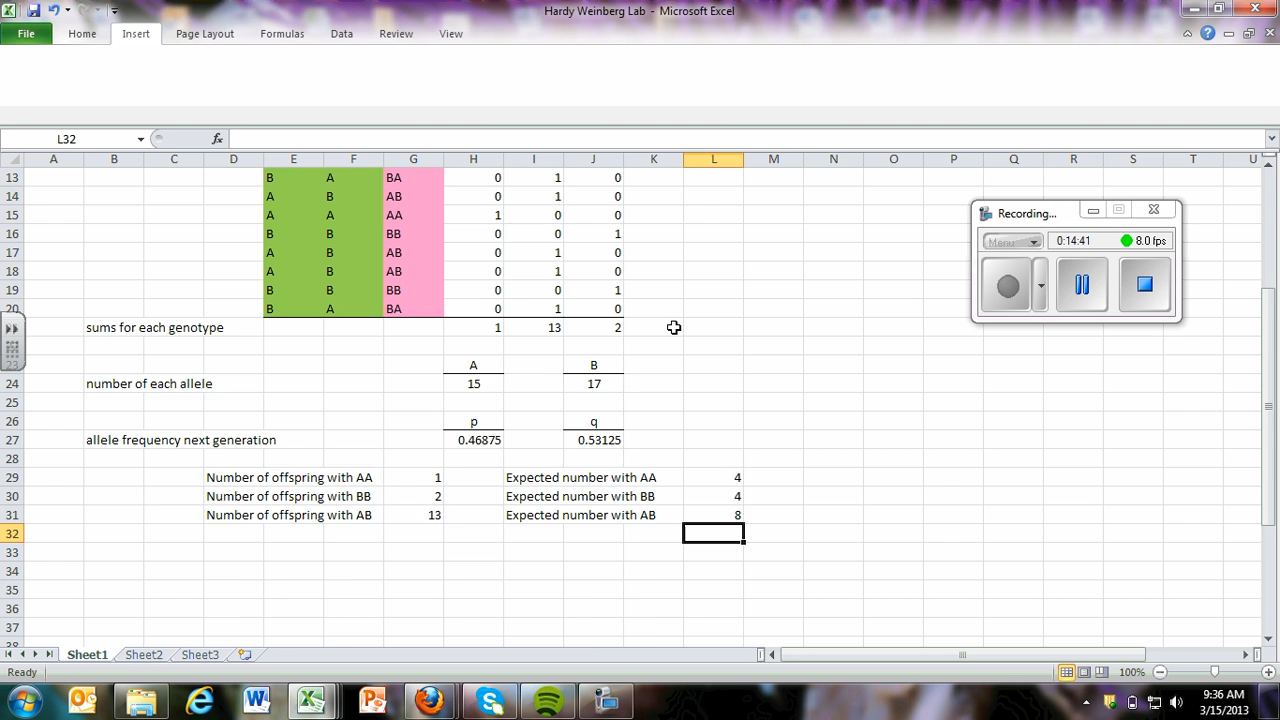 Hardy Weinberg Lab - Microsoft Excel
File Home Insert Page Layout Formulas Data Review View
L32 fx
A B C D E F G H I J K L M N O P Q R S T U
13 B A BA 0 1 0
14 A B AB 0 1 0
15 A A AA 1 0 0
16 B B BB 0 0 1
17 A B AB 0 1 0
18 A B AB 0 1 0
19 B B BB 0 0 1
20 B A BA 0 1 0
sums for each genotype 1 13 2
23 A B
24 number of each allele 15 17
25
26 p q
27 allele frequency next generation 0.46875 0.53125
28
29 Number of offspring with AA 1 Expected number with AA 4
30 Number of offspring with BB 2 Expected number with BB 4
31 Number of offspring with AB 13 Expected number with AB 8
32
33
34
35
36
37
38
Recording...
Menu 0:14:41 8.0 fps
Sheet1 Sheet2 Sheet3
Ready 100%
9:36 AM
3/15/2013